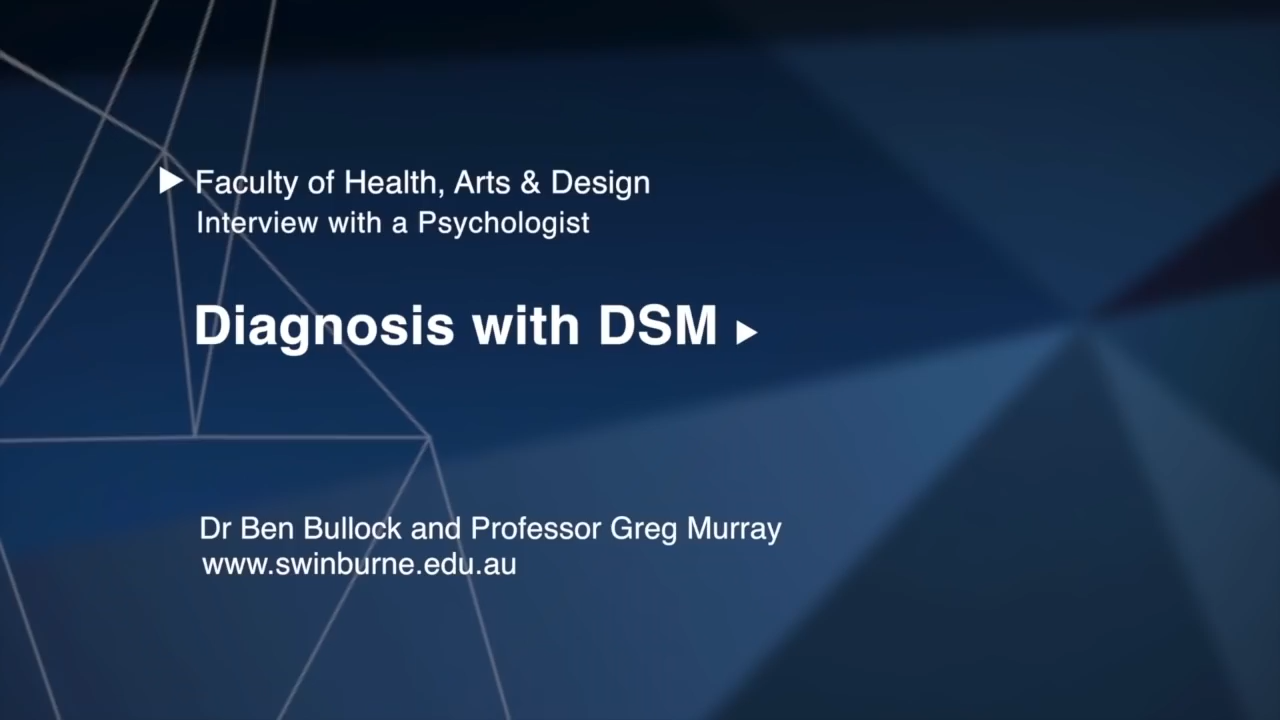 Faculty of Health, Arts & Design
Interview with a Psychologist
Diagnosis with DSM
Dr Ben Bullock and Professor Greg Murray
www.swinburne.edu.au